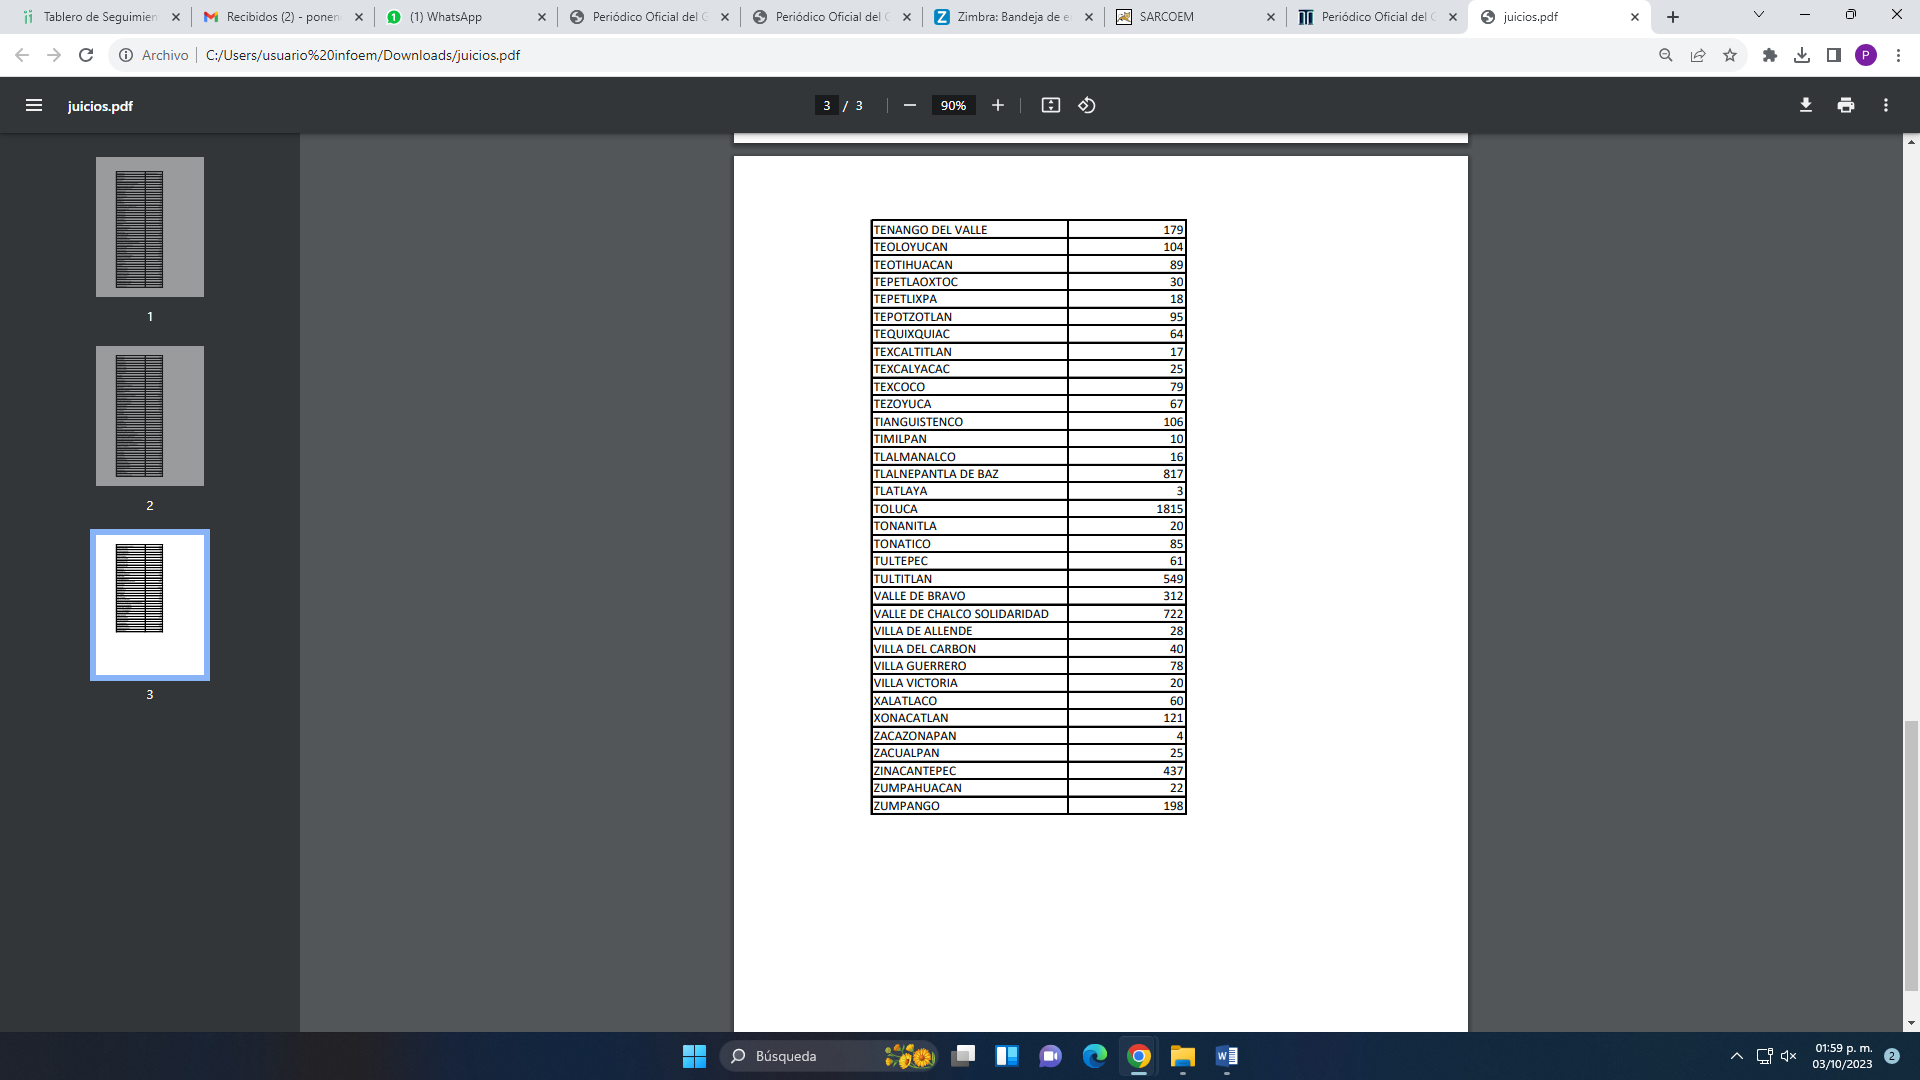 Tablero de Seguimien
Recibidos (2) - ponen
(1) WhatsApp
Periódico Oficial del G
Periódico Oficial del G
Zimbra: Bandeja de e
SARCOEM
Periódico Oficial del G
juicios.pdf
Archivo
C:/Users/usuario%20infoem/Downloads/juicios.pdf
P
juicios.pdf
3 / 3
90%
1
2
3
TENANGO DEL VALLE 179
TEOLOYUCAN 104
TEOTIHUACAN 89
TEPETLAOXTOC 30
TEPETLIXPA 18
TEPOTZOTLAN 95
TEQUIXQUIAC 64
TEXCALTITLAN 17
TEXCALYACAC 25
TEXCOCO 79
TEZOYUCA 67
TIANGUISTENCO 106
TIMILPAN 10
TLALMANALCO 16
TLALNEPANTLA DE BAZ 817
TLATLAYA 3
TOLUCA 1815
TONANITLA 20
TONATICO 85
TULTEPEC 61
TULTITLAN 549
VALLE DE BRAVO 312
VALLE DE CHALCO SOLIDARIDAD 722
VILLA DE ALLENDE 28
VILLA DEL CARBON 40
VILLA GUERRERO 78
VILLA VICTORIA 20
XALATLACO 60
XONACATLAN 121
ZACAZONAPAN 4
ZACUALPAN 25
ZINACANTEPEC 437
ZUMPAHUACAN 22
ZUMPANGO 198
Búsqueda
01:59 p. m.
03/10/2023
2